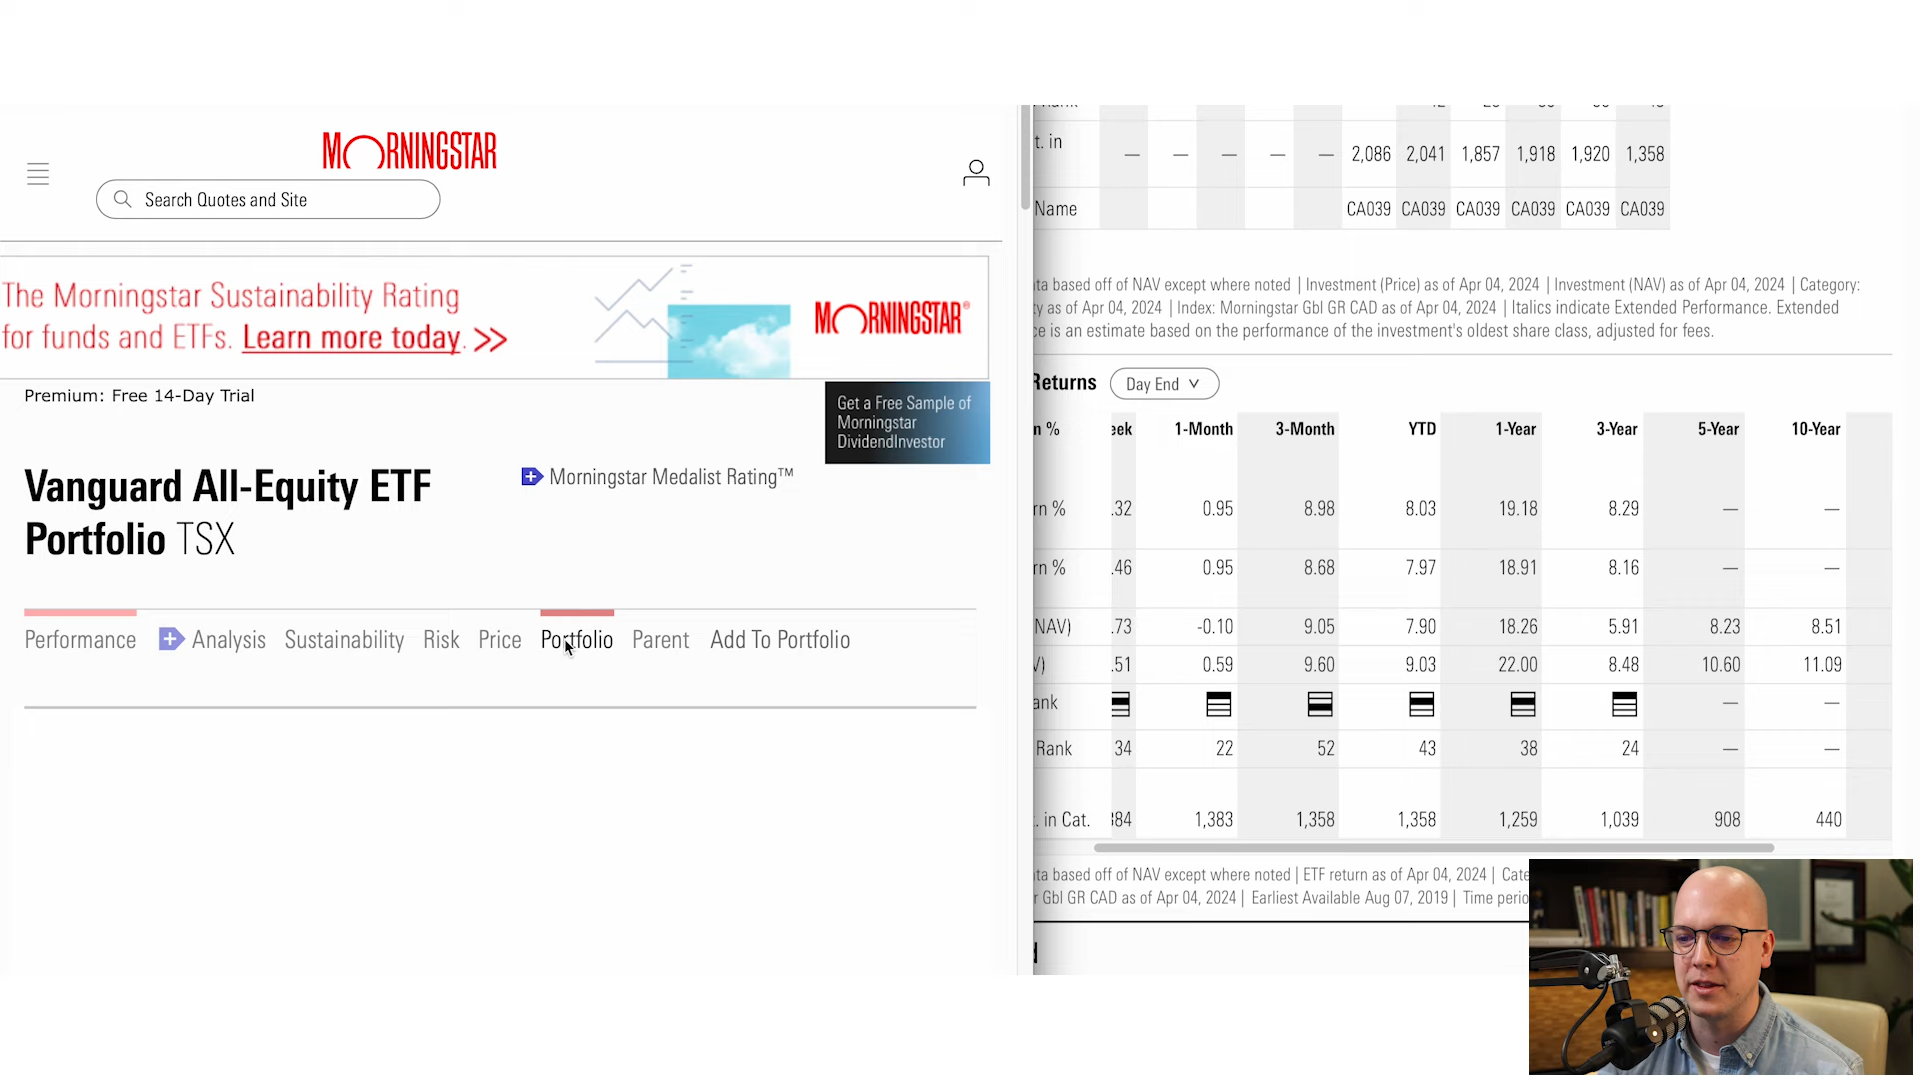 MORNINGSTAR
Search Quotes and Site
The Morningstar Sustainability Rating
for funds and ETFs. Learn more today. >>
MORNINGSTAR®
Premium: Free 14-Day Trial
Get a Free Sample of
Morningstar
DividendInvestor
Vanguard All-Equity ETF
Portfolio TSX
Morningstar Medalist Rating™
Performance Analysis Sustainability Risk Price Portfolio Parent Add To Portfolio
t. in — — — — — 2,086 2,041 1,857 1,918 1,920 1,358
Name CA039 CA039 CA039 CA039 CA039 CA039
ta based off of NAV except where noted | Investment (Price) as of Apr 04, 2024 | Investment (NAV) as of Apr 04, 2024 | Category:
y as of Apr 04, 2024 | Index: Morningstar Gbl GR CAD as of Apr 04, 2024 | Italics indicate Extended Performance. Extended
ce is an estimate based on the performance of the investment's oldest share class, adjusted for fees.
Returns Day End
n % eek 1-Month 3-Month YTD 1-Year 3-Year 5-Year 10-Year
rn % .32 0.95 8.98 8.03 19.18 8.29 — —
rn % .46 0.95 8.68 7.97 18.91 8.16 — —
NAV) .73 -0.10 9.05 7.90 18.26 5.91 8.23 8.51
V) .51 0.59 9.60 9.03 22.00 8.48 10.60 11.09
ank — —
Rank 34 22 52 43 38 24 — —
. in Cat. 384 1,383 1,358 1,358 1,259 1,039 908 440
ta based off of NAV except where noted | ETF return as of Apr 04, 2024 | Cate
r Gbl GR CAD as of Apr 04, 2024 | Earliest Available Aug 07, 2019 | Time perio
d